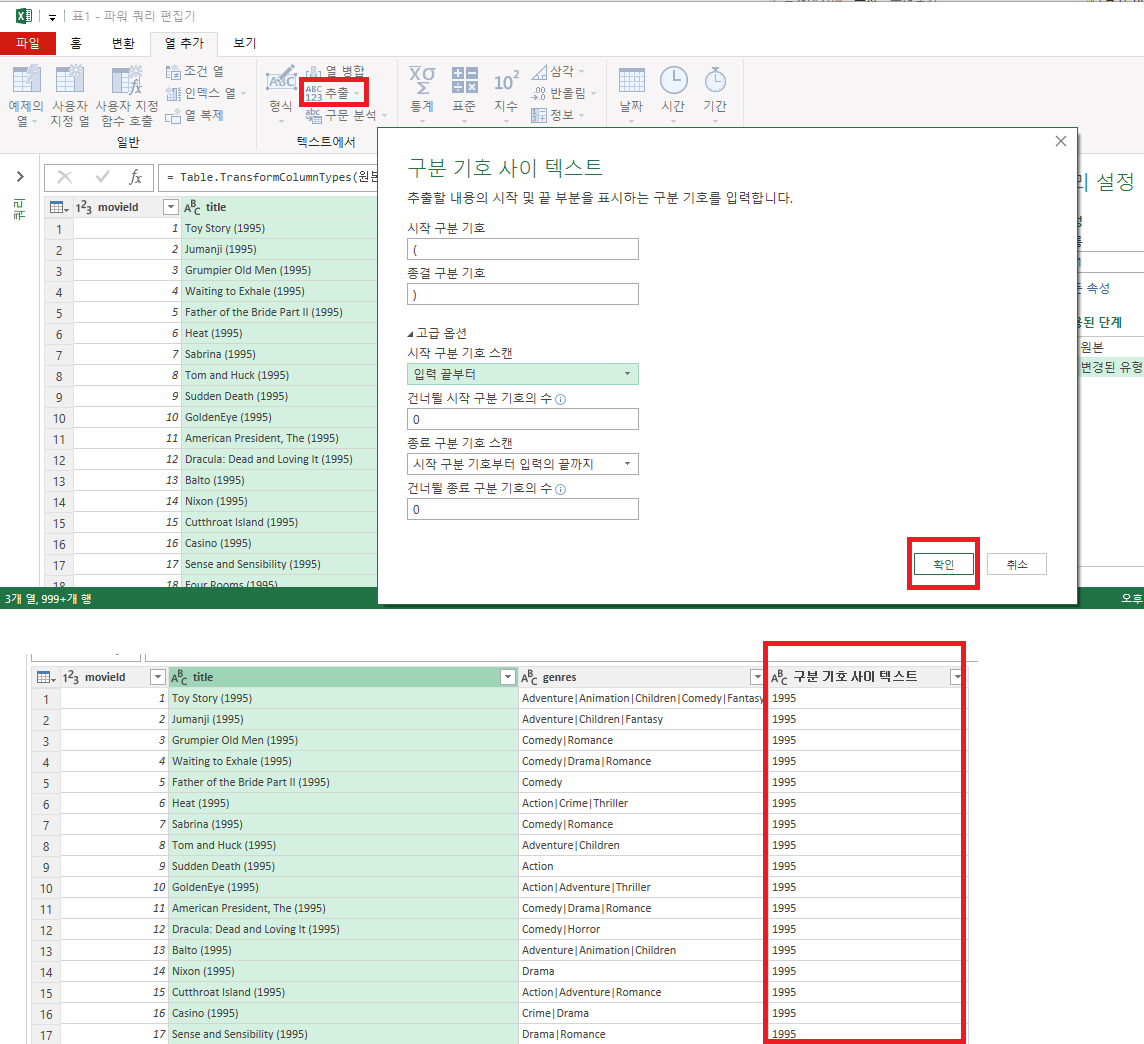 표1 - 파워 쿼리 편집기
파일 홈 변환 열 추가 보기
예제의 열
사용자 지정 열
사용자 지정 함수 호출
조건 열
인덱스 열
열 복제
일반
형식
열 병합
추출
구문 분석
텍스트에서
통계
표준
지수
삼각
반올림
정보
날짜
시간
기간
쿼리
= Table.TransformColumnTypes(원본
movieId title
1 1 Toy Story (1995)
2 2 Jumanji (1995)
3 3 Grumpier Old Men (1995)
4 4 Waiting to Exhale (1995)
5 5 Father of the Bride Part II (1995)
6 6 Heat (1995)
7 7 Sabrina (1995)
8 8 Tom and Huck (1995)
9 9 Sudden Death (1995)
10 10 GoldenEye (1995)
11 11 American President, The (1995)
12 12 Dracula: Dead and Loving It (1995)
13 13 Balto (1995)
14 14 Nixon (1995)
15 15 Cutthroat Island (1995)
16 16 Casino (1995)
17 17 Sense and Sensibility (1995)
18 18 Four Rooms (1995)
3개 열, 999+개 행
구분 기호 사이 텍스트
추출할 내용의 시작 및 끝 부분을 표시하는 구분 기호를 입력합니다.
시작 구분 기호
(
종결 구분 기호
)
고급 옵션
시작 구분 기호 스캔
입력 끝부터
건너뛸 시작 구분 기호의 수
0
종료 구분 기호 스캔
시작 구분 기호부터 입력의 끝까지
건너뛸 종료 구분 기호의 수
0
확인 취소
설정
속성
된 단계
원본
변경된 유형
오후
movieId title genres 구분 기호 사이 텍스트
1 1 Toy Story (1995) Adventure|Animation|Children|Comedy|Fantasy 1995
2 2 Jumanji (1995) Adventure|Children|Fantasy 1995
3 3 Grumpier Old Men (1995) Comedy|Romance 1995
4 4 Waiting to Exhale (1995) Comedy|Drama|Romance 1995
5 5 Father of the Bride Part II (1995) Comedy 1995
6 6 Heat (1995) Action|Crime|Thriller 1995
7 7 Sabrina (1995) Comedy|Romance 1995
8 8 Tom and Huck (1995) Adventure|Children 1995
9 9 Sudden Death (1995) Action 1995
10 10 GoldenEye (1995) Action|Adventure|Thriller 1995
11 11 American President, The (1995) Comedy|Drama|Romance 1995
12 12 Dracula: Dead and Loving It (1995) Comedy|Horror 1995
13 13 Balto (1995) Adventure|Animation|Children 1995
14 14 Nixon (1995) Drama 1995
15 15 Cutthroat Island (1995) Action|Adventure|Romance 1995
16 16 Casino (1995) Crime|Drama 1995
17 17 Sense and Sensibility (1995) Drama|Romance 1995